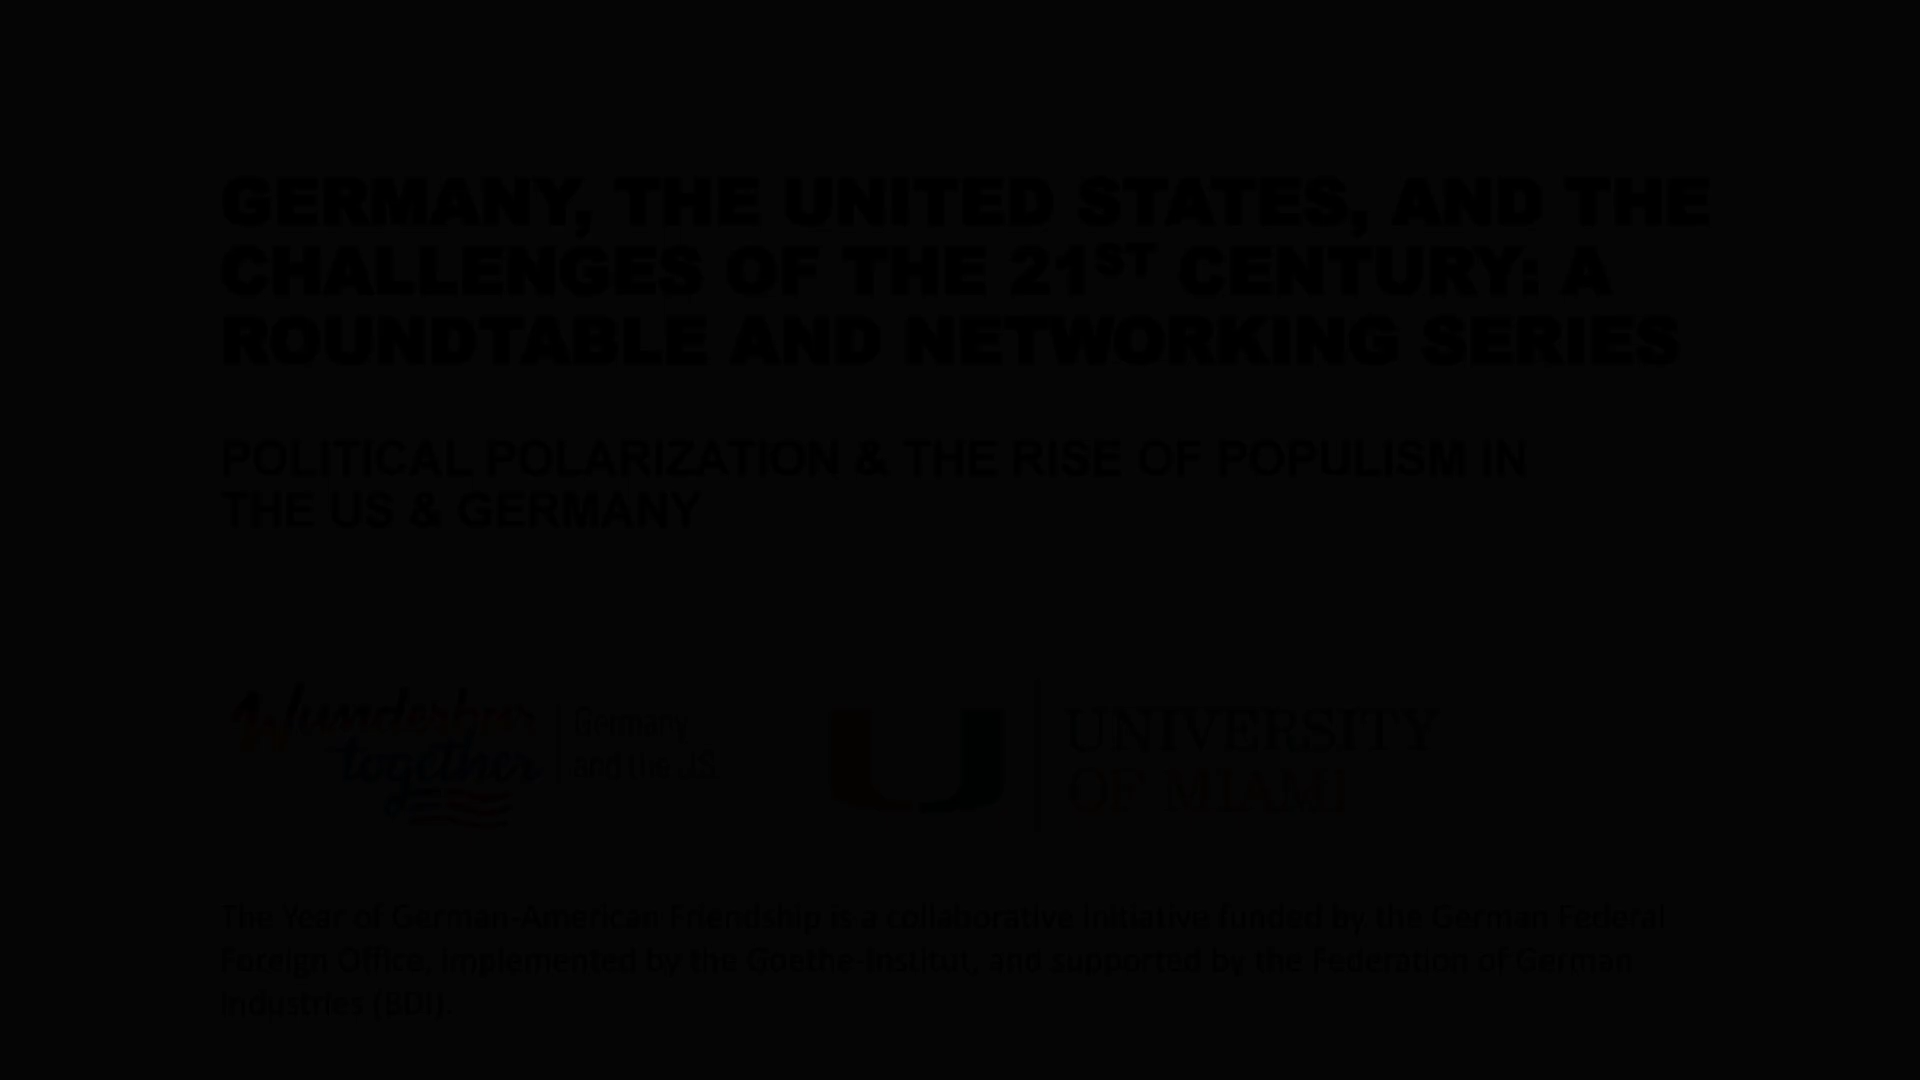 GERMANY, THE UNITED STATES, AND THE
CHALLENGES OF THE 21ST CENTURY: A
ROUNDTABLE AND NETWORKING SERIES
POLITICAL POLARIZATION & THE RISE OF POPULISM IN
THE US & GERMANY
Wunderbar
together
Germany
and the U.S.
UNIVERSITY
OF MIAMI
The Year of German-American Friendship is a collaborative initiative funded by the German Federal
Foreign Office, implemented by the Goethe-Institut, and supported by the Federation of German
Industries (BDI).